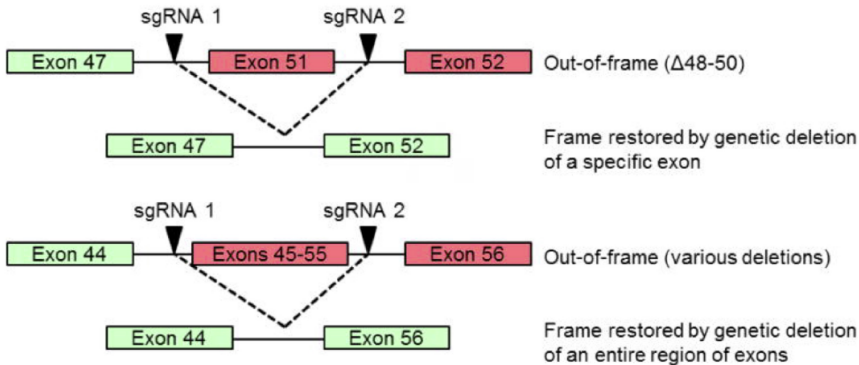 sgRNA 1 sgRNA 2
Exon 47 Exon 51 Exon 52 Out-of-frame (Δ48-50)
Exon 47 Exon 52 Frame restored by genetic deletion
of a specific exon
sgRNA 1 sgRNA 2
Exon 44 Exons 45-55 Exon 56 Out-of-frame (various deletions)
Exon 44 Exon 56 Frame restored by genetic deletion
of an entire region of exons